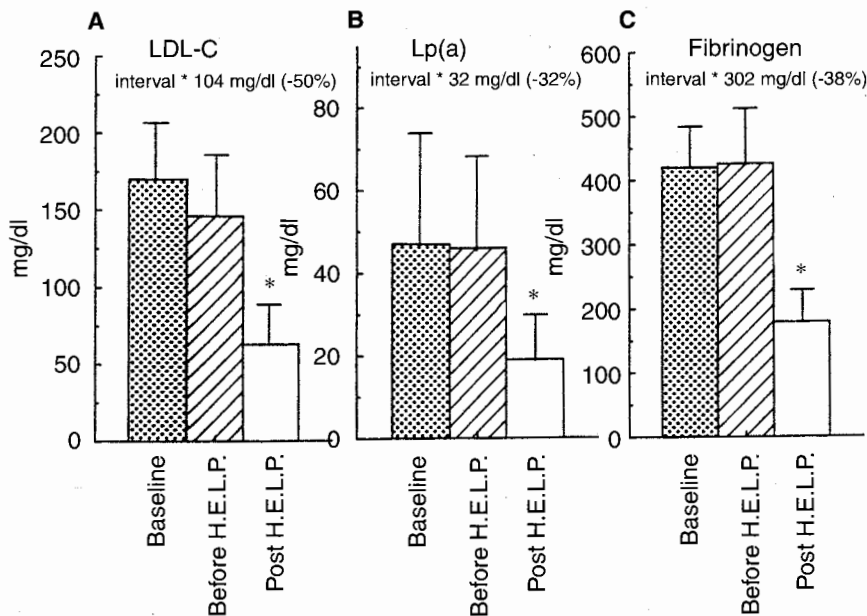 A
LDL-C
interval * 104 mg/dl (-50%)
mg/dl
250
200
150
100
50
0
*
Baseline
Before H.E.L.P.
Post H.E.L.P.
B
Lp(a)
interval * 32 mg/dl (-32%)
mg/dl
80
60
40
20
0
*
Baseline
Before H.E.L.P.
Post H.E.L.P.
C
Fibrinogen
interval * 302 mg/dl (-38%)
mg/dl
600
500
400
300
200
100
0
*
Baseline
Before H.E.L.P.
Post H.E.L.P.